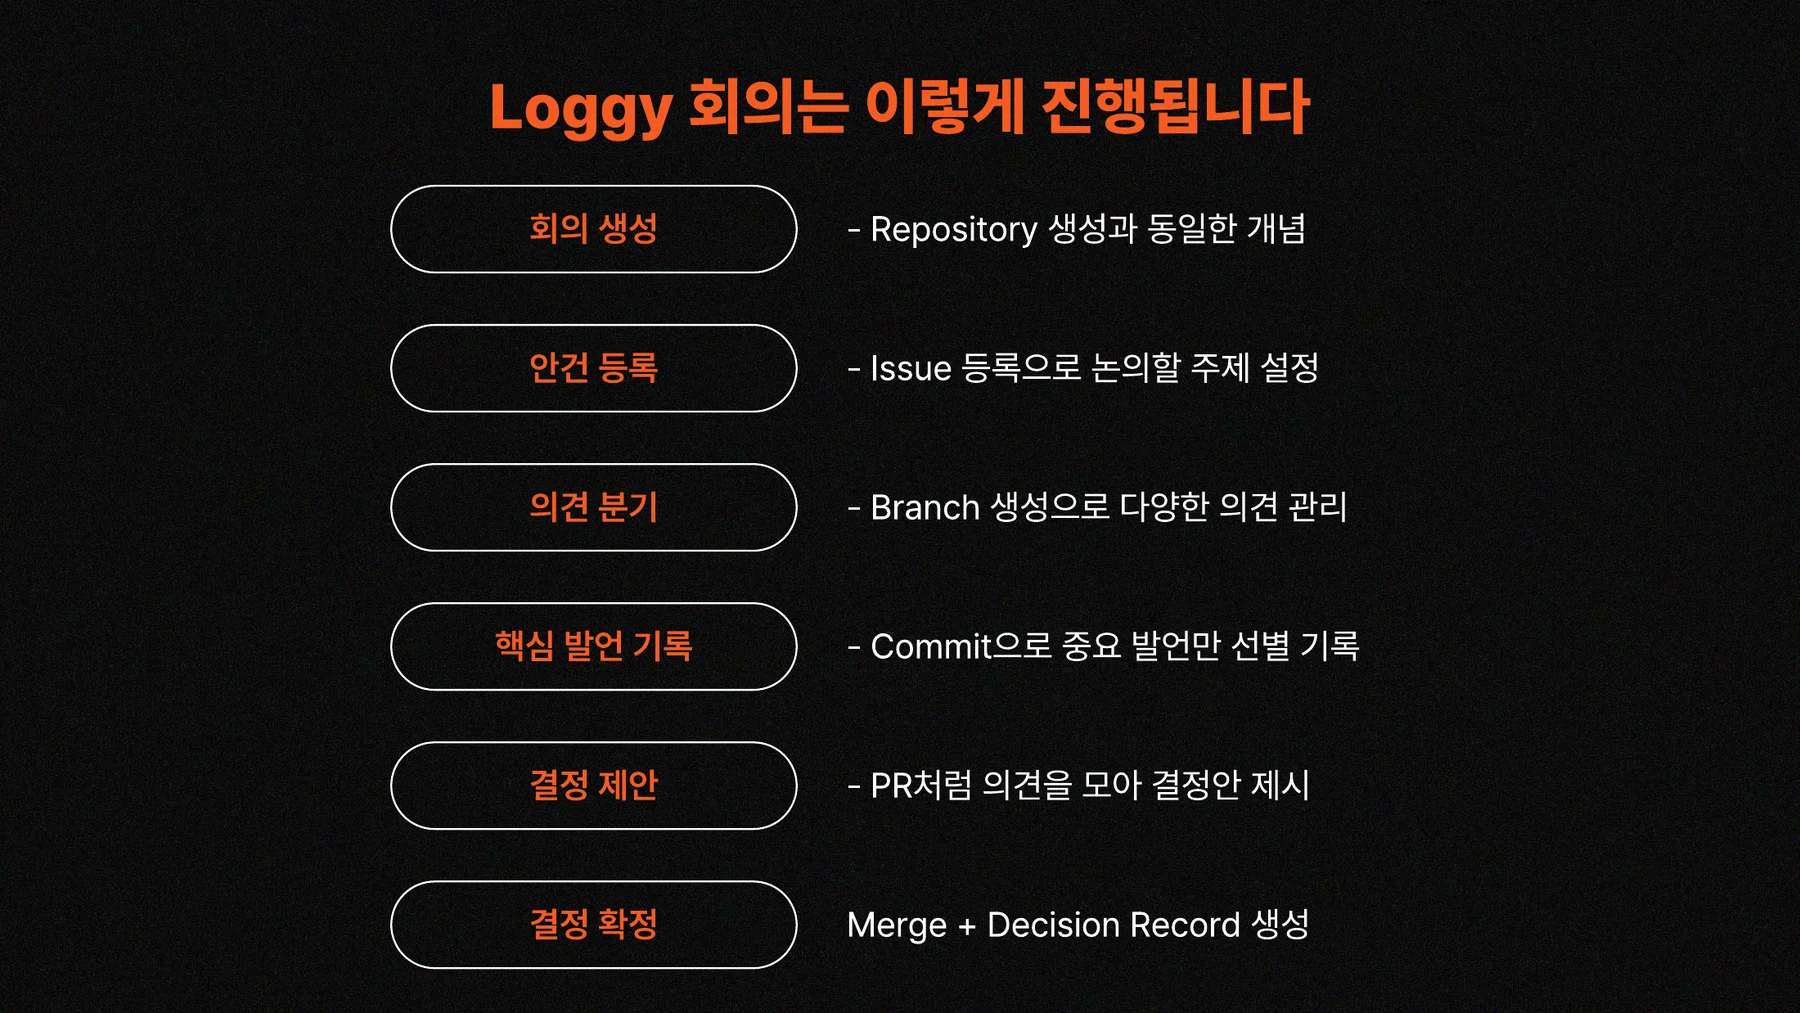 Loggy 회의는 이렇게 진행됩니다
회의 생성
- Repository 생성과 동일한 개념
안건 등록
- Issue 등록으로 논의할 주제 설정
의견 분기
- Branch 생성으로 다양한 의견 관리
핵심 발언 기록
- Commit으로 중요 발언만 선별 기록
결정 제안
- PR처럼 의견을 모아 결정안 제시
결정 확정
Merge + Decision Record 생성